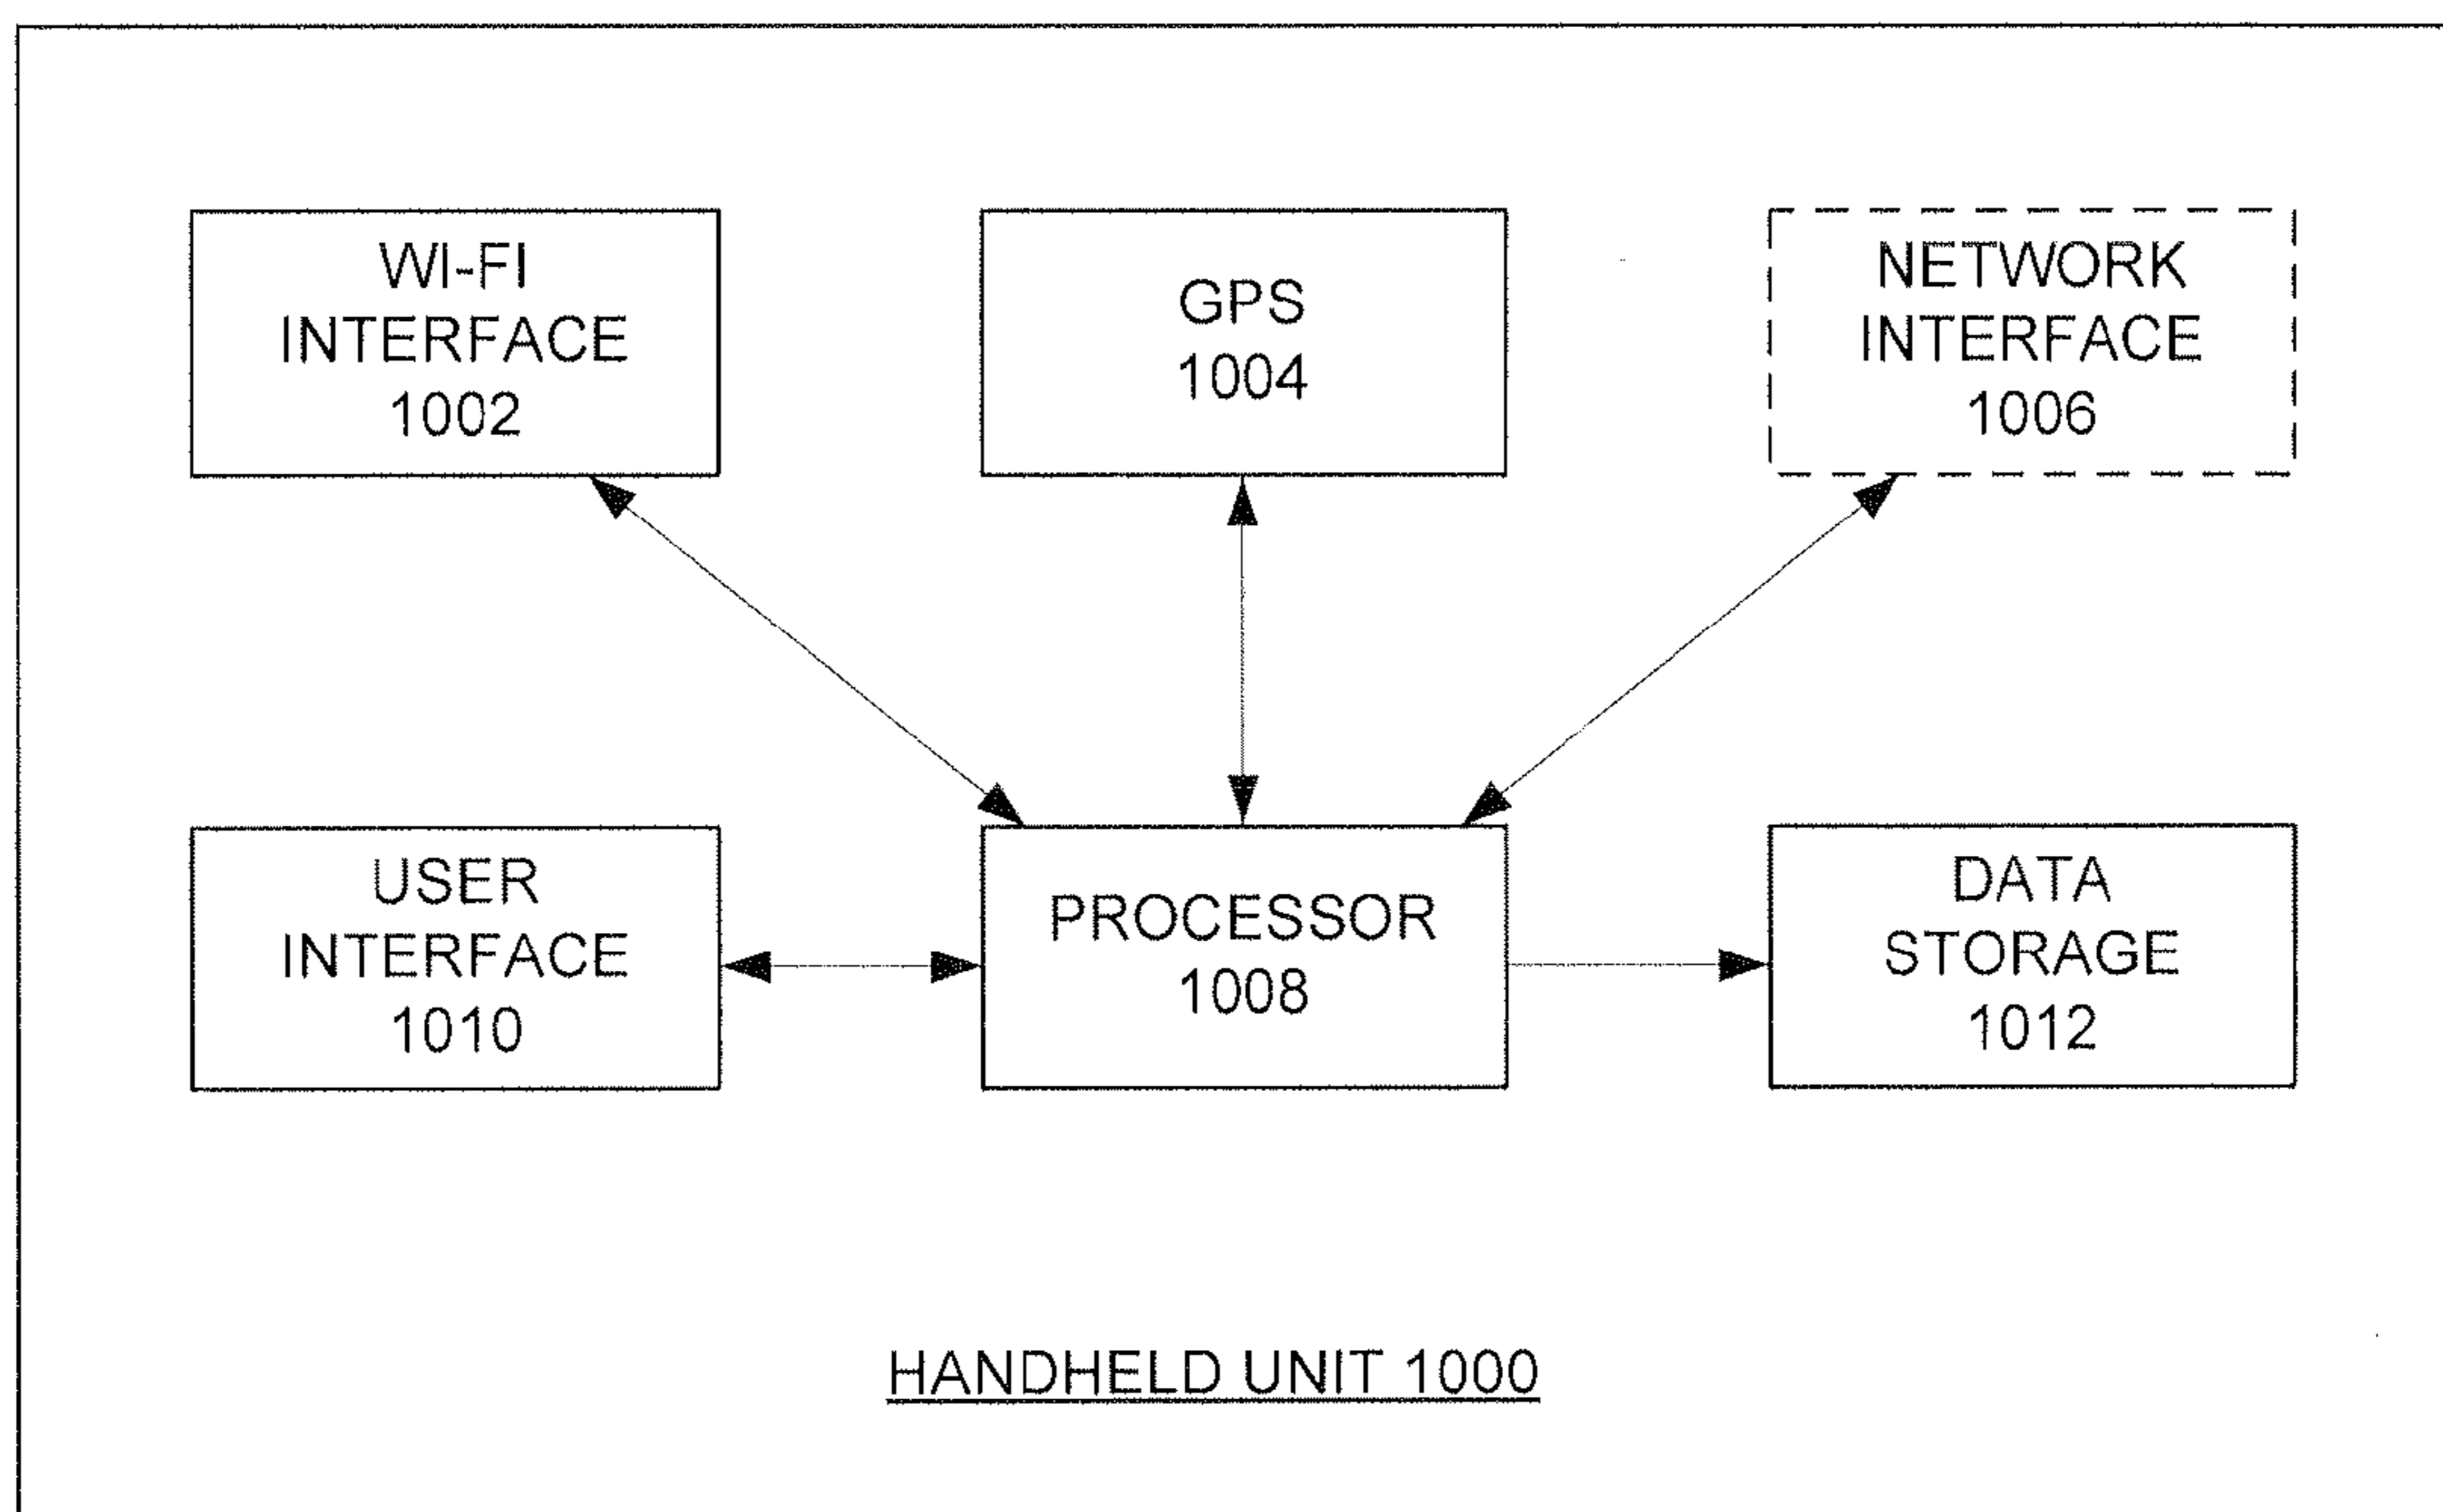 WI-FI
INTERFACE
1002
GPS
1004
NETWORK
INTERFACE
1006
USER
INTERFACE
1010
PROCESSOR
1008
DATA
STORAGE
1012
HANDHELD UNIT 1000